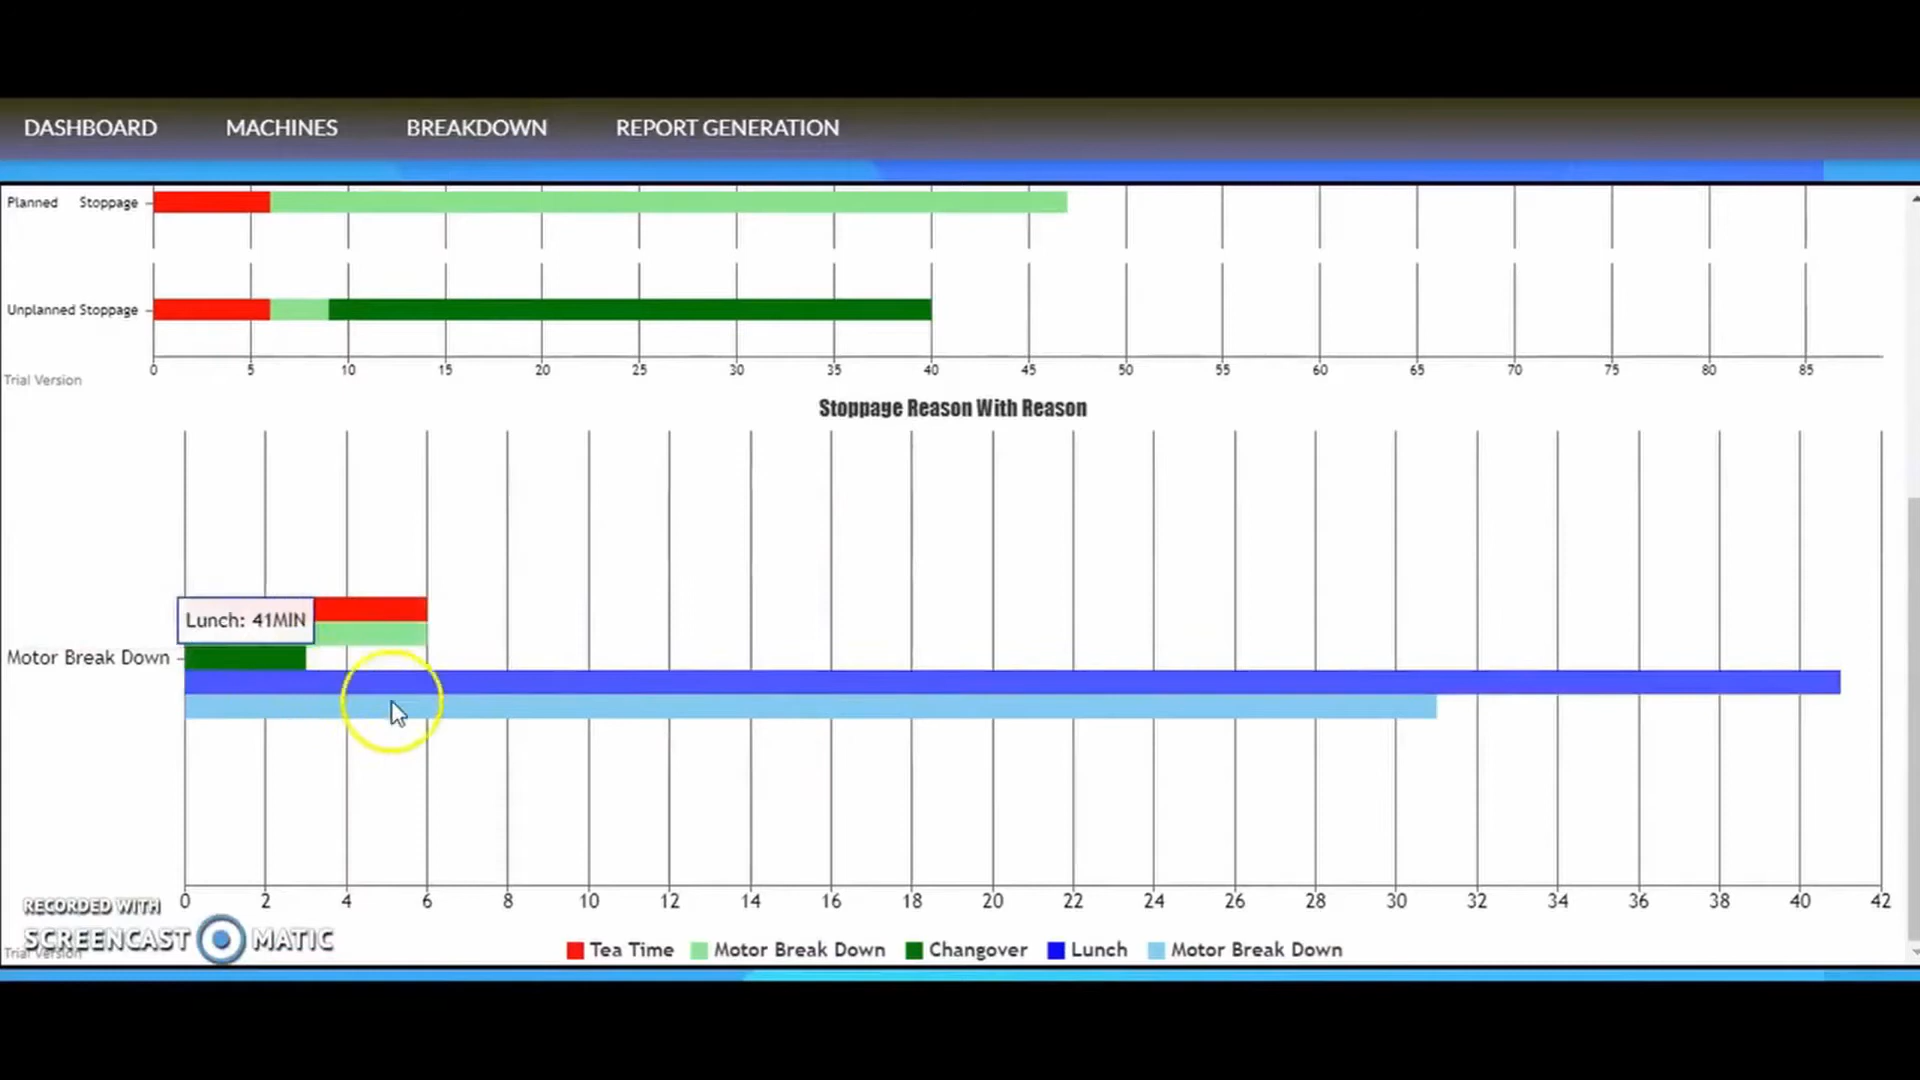 DASHBOARD MACHINES BREAKDOWN REPORT GENERATION
Planned Stoppage
Unplanned Stoppage
0 5 10 15 20 25 30 35 40 45 50 55 60 65 70 75 80 85
Trial Version
Stoppage Reason With Reason
Lunch: 41MIN
Motor Break Down
0 2 4 6 8 10 12 14 16 18 20 22 24 26 28 30 32 34 36 38 40 42
RECORDED WITH
SCREENCAST MATIC
Trial Version
Tea Time Motor Break Down Changover Lunch Motor Break Down